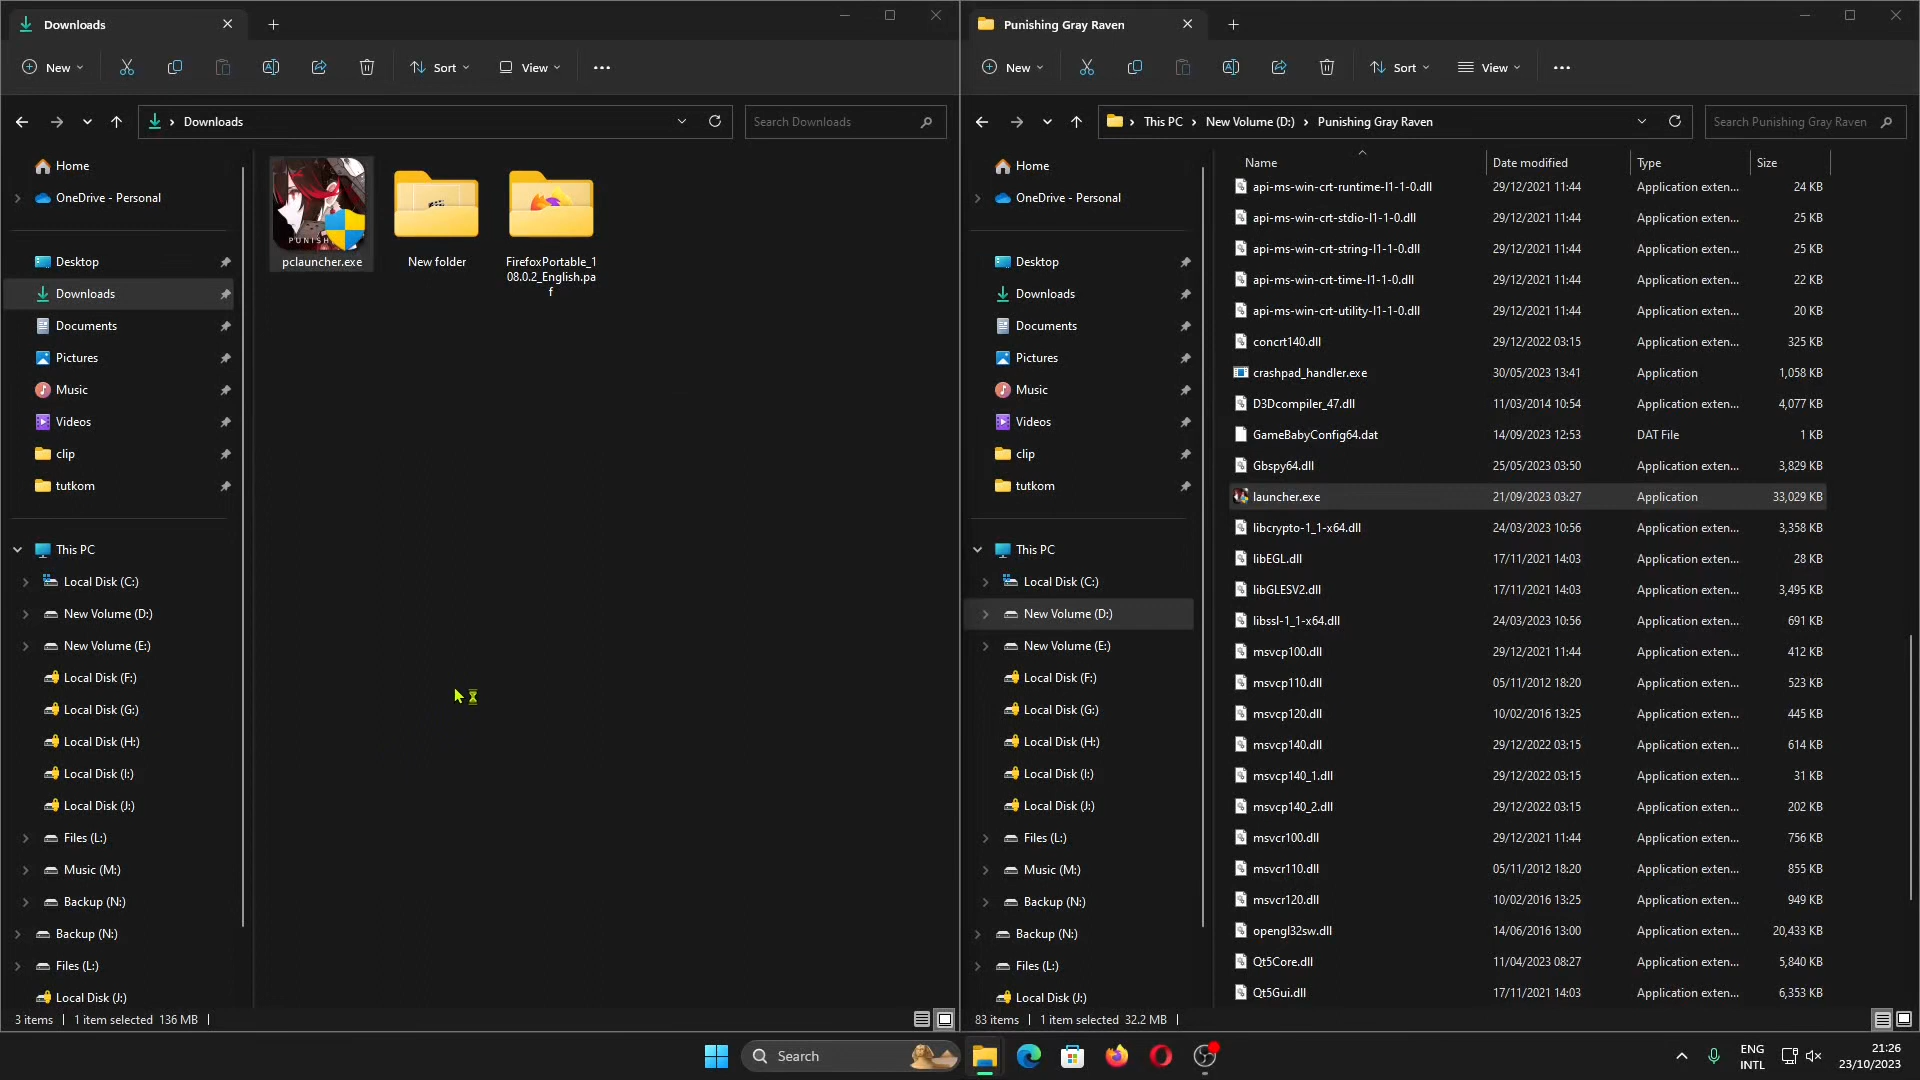 Downloads
New
Sort
View
Downloads
Search Downloads
Home
OneDrive - Personal
Desktop
Downloads
Documents
Pictures
Music
Videos
clip
tutkom
This PC
Local Disk (C:)
New Volume (D:)
New Volume (E:)
Local Disk (F:)
Local Disk (G:)
Local Disk (H:)
Local Disk (I:)
Local Disk (J:)
Files (L:)
Music (M:)
Backup (N:)
Backup (N:)
Files (L:)
Local Disk (J:)
pclauncher.exe
New folder
FirefoxPortable_1
08.0.2_English.pa
f
3 items
1 item selected 136 MB
Punishing Gray Raven
New
Sort
View
This PC
New Volume (D:)
Punishing Gray Raven
Search Punishing Gray Raven
Home
OneDrive - Personal
Desktop
Downloads
Documents
Pictures
Music
Videos
clip
tutkom
This PC
Local Disk (C:)
New Volume (D:)
New Volume (E:)
Local Disk (F:)
Local Disk (G:)
Local Disk (H:)
Local Disk (I:)
Local Disk (J:)
Files (L:)
Music (M:)
Backup (N:)
Backup (N:)
Files (L:)
Local Disk (J:)
Name Date modified Type Size
api-ms-win-crt-runtime-l1-1-0.dll 29/12/2021 11:44 Application exten... 24 KB
api-ms-win-crt-stdio-l1-1-0.dll 29/12/2021 11:44 Application exten... 25 KB
api-ms-win-crt-string-l1-1-0.dll 29/12/2021 11:44 Application exten... 25 KB
api-ms-win-crt-time-l1-1-0.dll 29/12/2021 11:44 Application exten... 22 KB
api-ms-win-crt-utility-l1-1-0.dll 29/12/2021 11:44 Application exten... 20 KB
concrt140.dll 29/12/2022 03:15 Application exten... 325 KB
crashpad_handler.exe 30/05/2023 13:41 Application 1,058 KB
D3Dcompiler_47.dll 11/03/2014 10:54 Application exten... 4,077 KB
GameBabyConfig64.dat 14/09/2023 12:53 DAT File 1 KB
Gbspy64.dll 25/05/2023 03:50 Application exten... 3,829 KB
launcher.exe 21/09/2023 03:27 Application 33,029 KB
libcrypto-1_1-x64.dll 24/03/2023 10:56 Application exten... 3,358 KB
libEGL.dll 17/11/2021 14:03 Application exten... 28 KB
libGLESV2.dll 17/11/2021 14:03 Application exten... 3,495 KB
libssl-1_1-x64.dll 24/03/2023 10:56 Application exten... 691 KB
msvcp100.dll 29/12/2021 11:44 Application exten... 412 KB
msvcp110.dll 05/11/2012 18:20 Application exten... 523 KB
msvcp120.dll 10/02/2016 13:25 Application exten... 445 KB
msvcp140.dll 29/12/2022 03:15 Application exten... 614 KB
msvcp140_1.dll 29/12/2022 03:15 Application exten... 31 KB
msvcp140_2.dll 29/12/2022 03:15 Application exten... 202 KB
msvcr100.dll 29/12/2021 11:44 Application exten... 756 KB
msvcr110.dll 05/11/2012 18:20 Application exten... 855 KB
msvcr120.dll 10/02/2016 13:25 Application exten... 949 KB
opengl32sw.dll 14/06/2016 13:00 Application exten... 20,433 KB
Qt5Core.dll 11/04/2023 08:27 Application exten... 5,840 KB
Qt5Gui.dll 17/11/2021 14:03 Application exten... 6,353 KB
83 items
1 item selected 32.2 MB
Search
ENG
INTL
21:26
23/10/2023